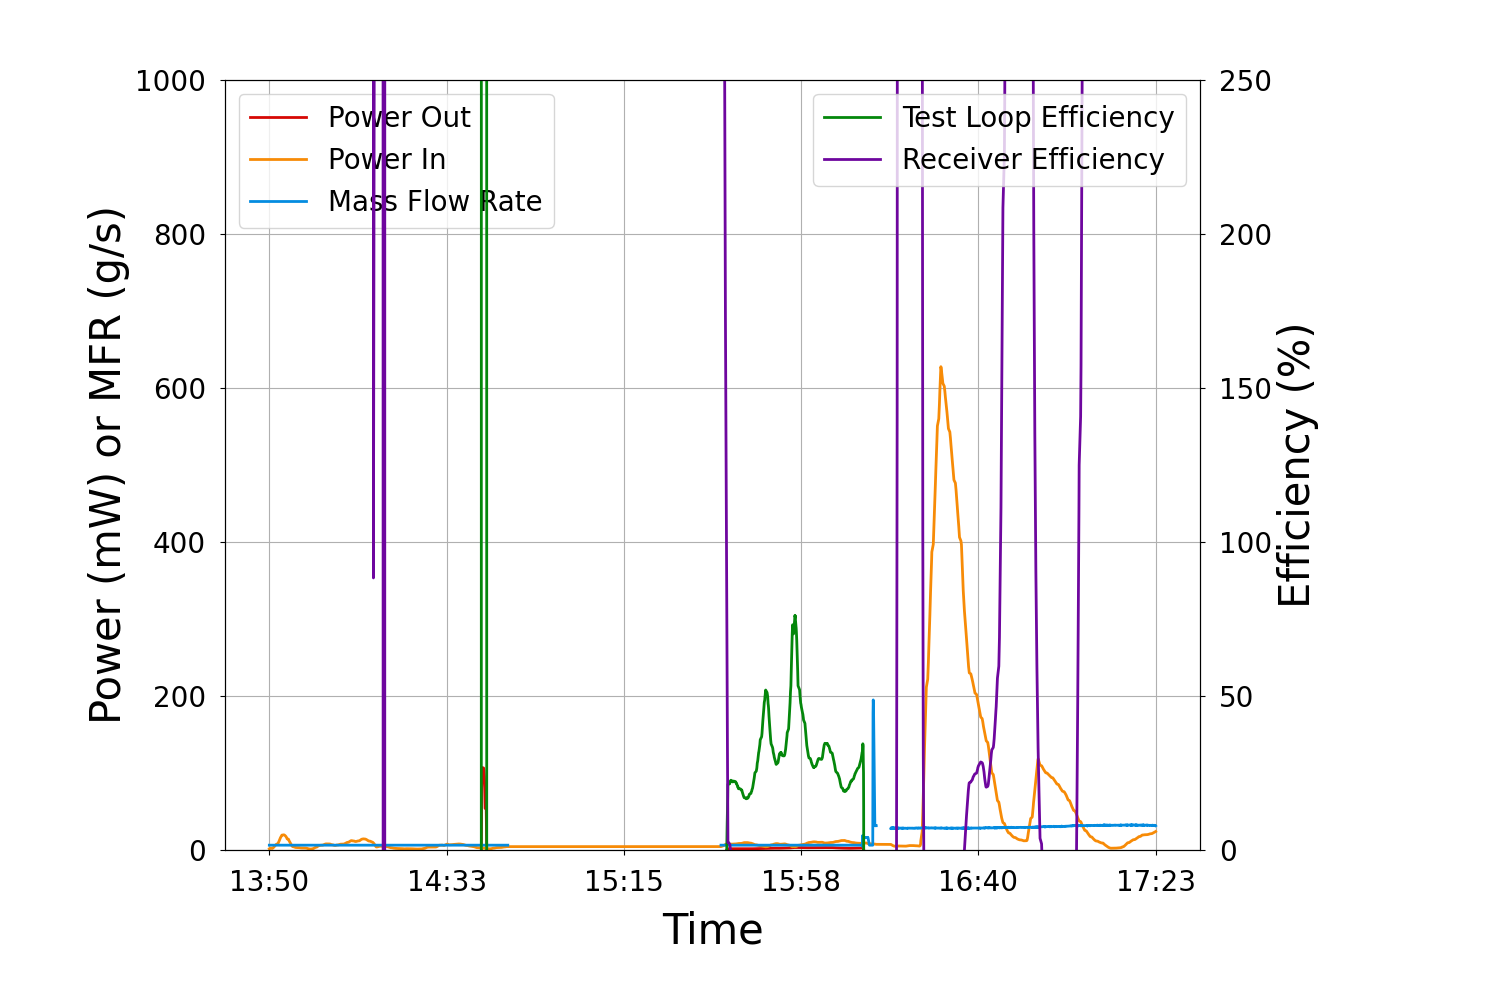 1000
800
600
400
200
0
Power (mW) or MFR (g/s)
Power Out
Power In
Mass Flow Rate
Test Loop Efficiency
Receiver Efficiency
250
200
150
100
50
0
Efficiency (%)
13:50 14:33 15:15 15:58 16:40 17:23
Time